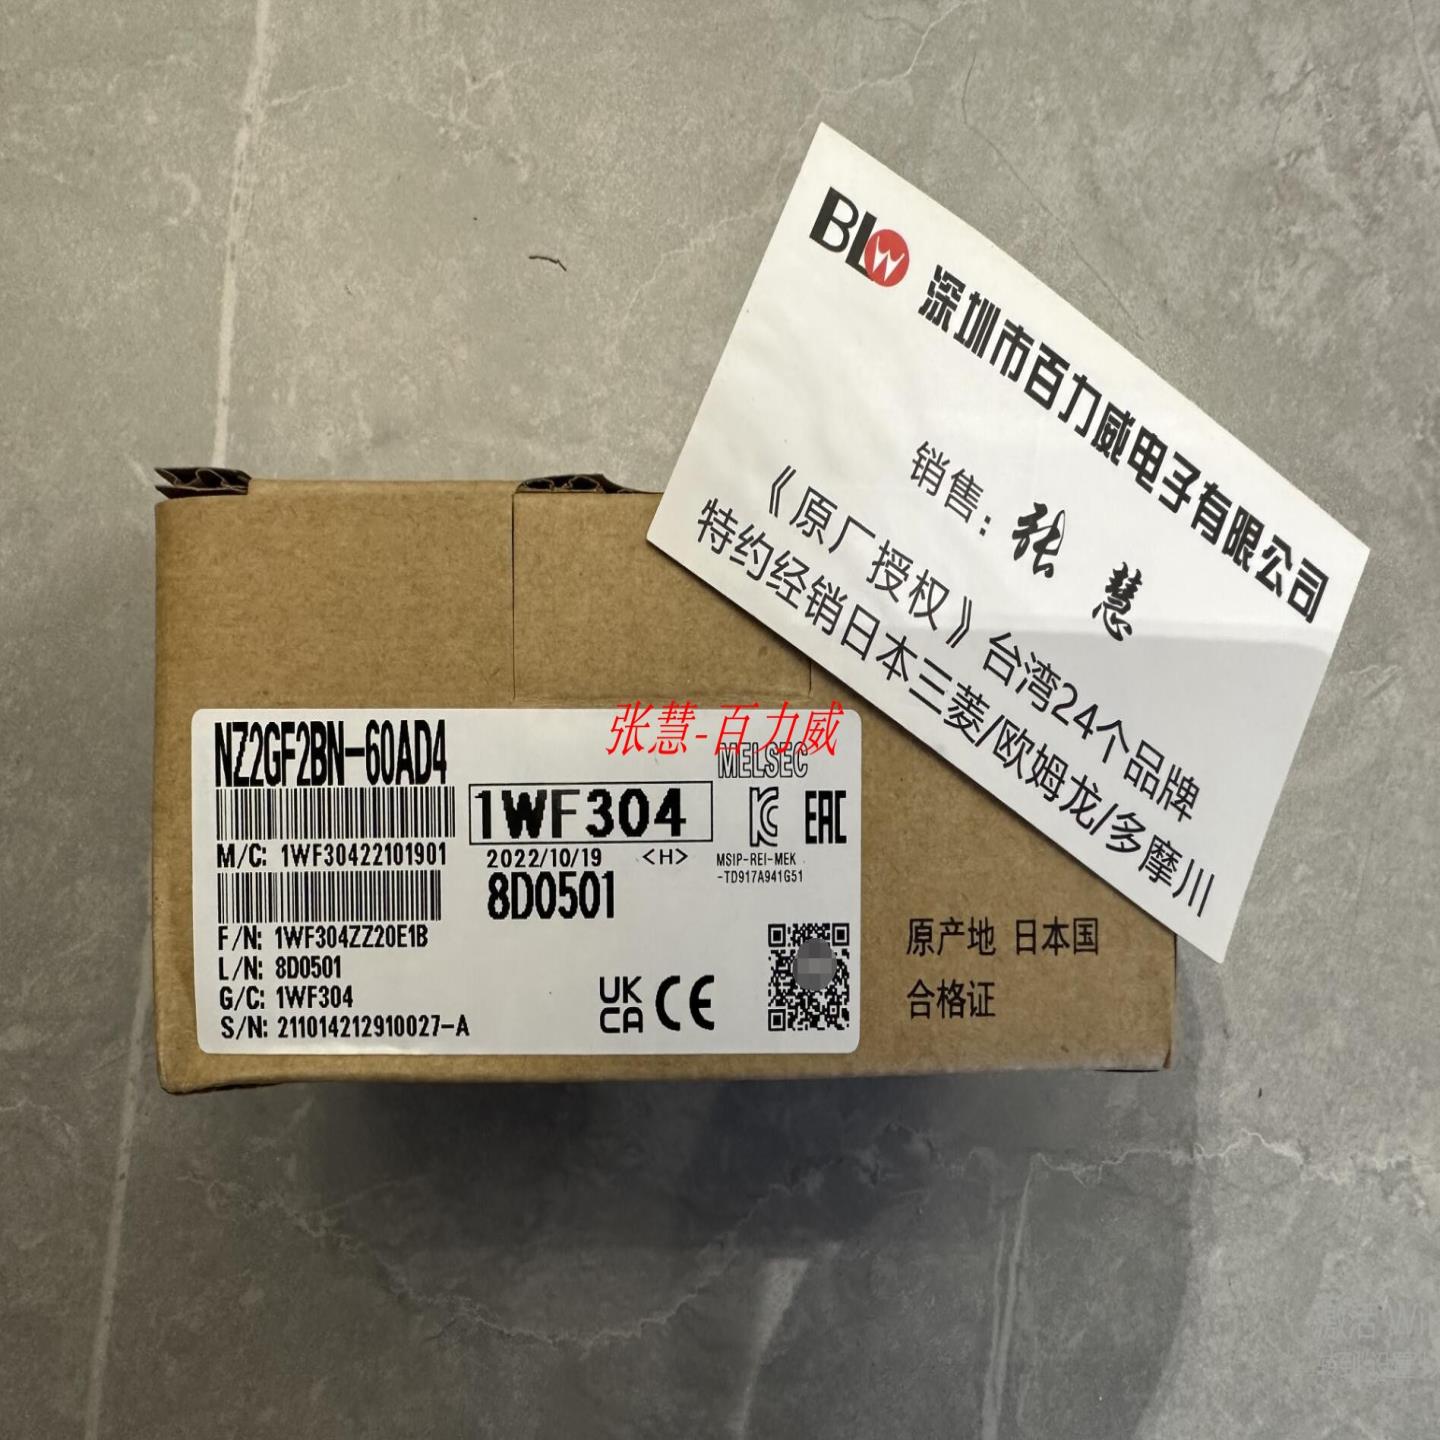 BLW
深圳市百力威电子有限公司
销售：张 慧
《原厂授权》台湾24个品牌
特约经销日本三菱/欧姆龙/多摩川
张慧-百力威
NZ2GF2BN-60AD4
MELSEC
1WF304
M/C: 1WF30422101901
2022/10/19 <H>
8D0501
EAC
MSIP-REI-MEK
-TD917A941G51
F/N: 1WF304ZZ20E1B
L/N: 8D0501
G/C: 1WF304
S/N: 211014212910027-A
UK
CA
CE
原产地 日本国
合格证